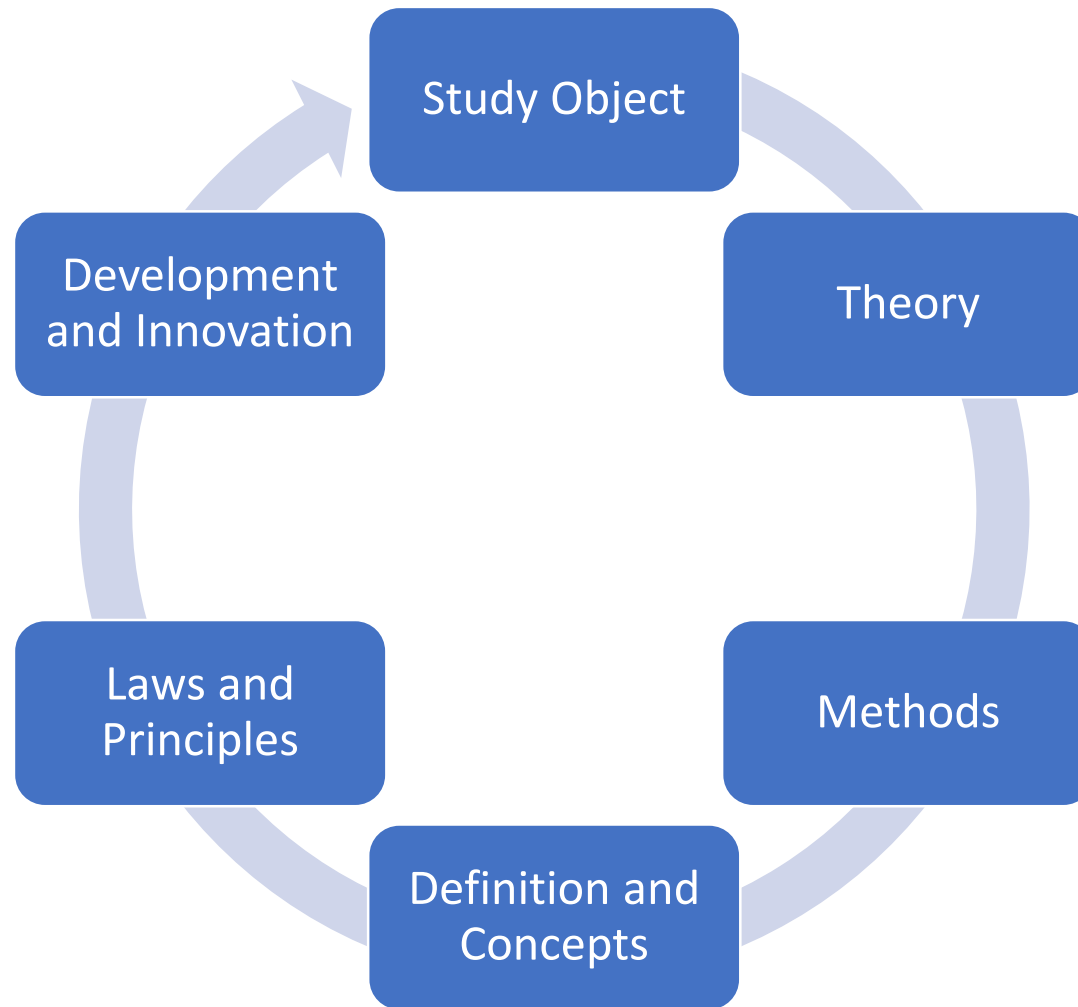 Study Object
Theory
Methods
Definition and
Concepts
Laws and
Principles
Development
and Innovation